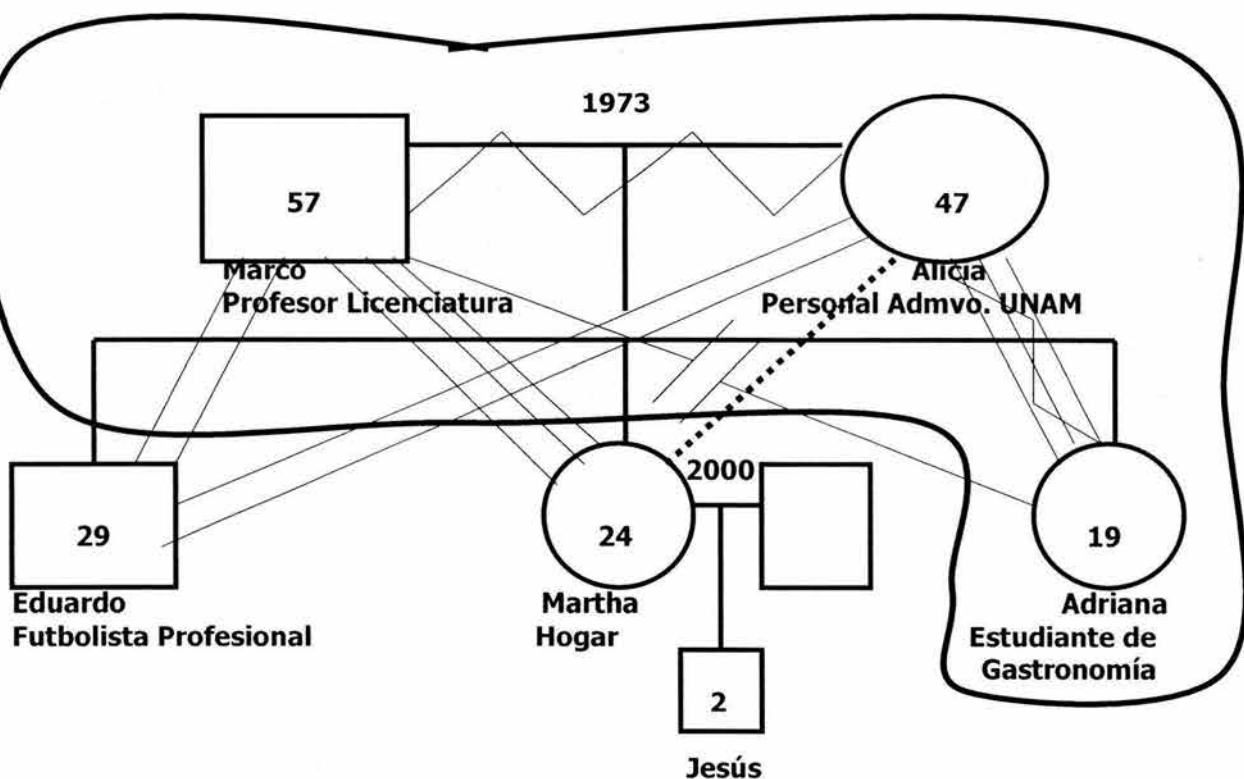 1973
57
47
Marco
Profesor Licenciatura
Alicia
Personal Admvo. UNAM
2000
29
24
19
Eduardo
Futbolista Profesional
Martha
Hogar
Adriana
Estudiante de
Gastronomía
2
Jesús